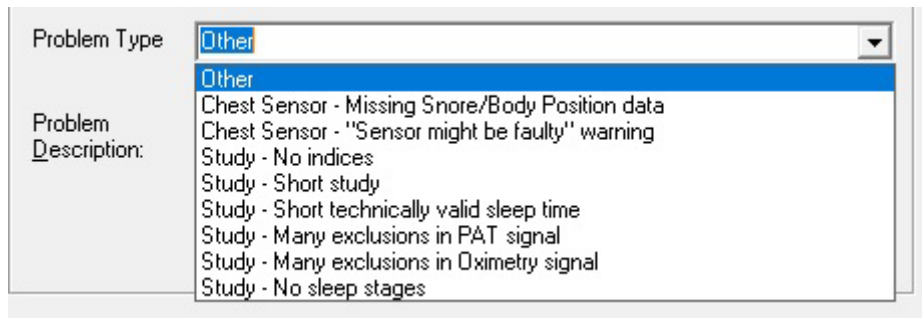 Problem Type
Other
Other
Chest Sensor - Missing Snore/Body Position data
Chest Sensor - "Sensor might be faulty" warning
Study - No indices
Study - Short study
Study - Short technically valid sleep time
Study - Many exclusions in PAT signal
Study - Many exclusions in Oximetry signal
Study - No sleep stages
Problem
Description: